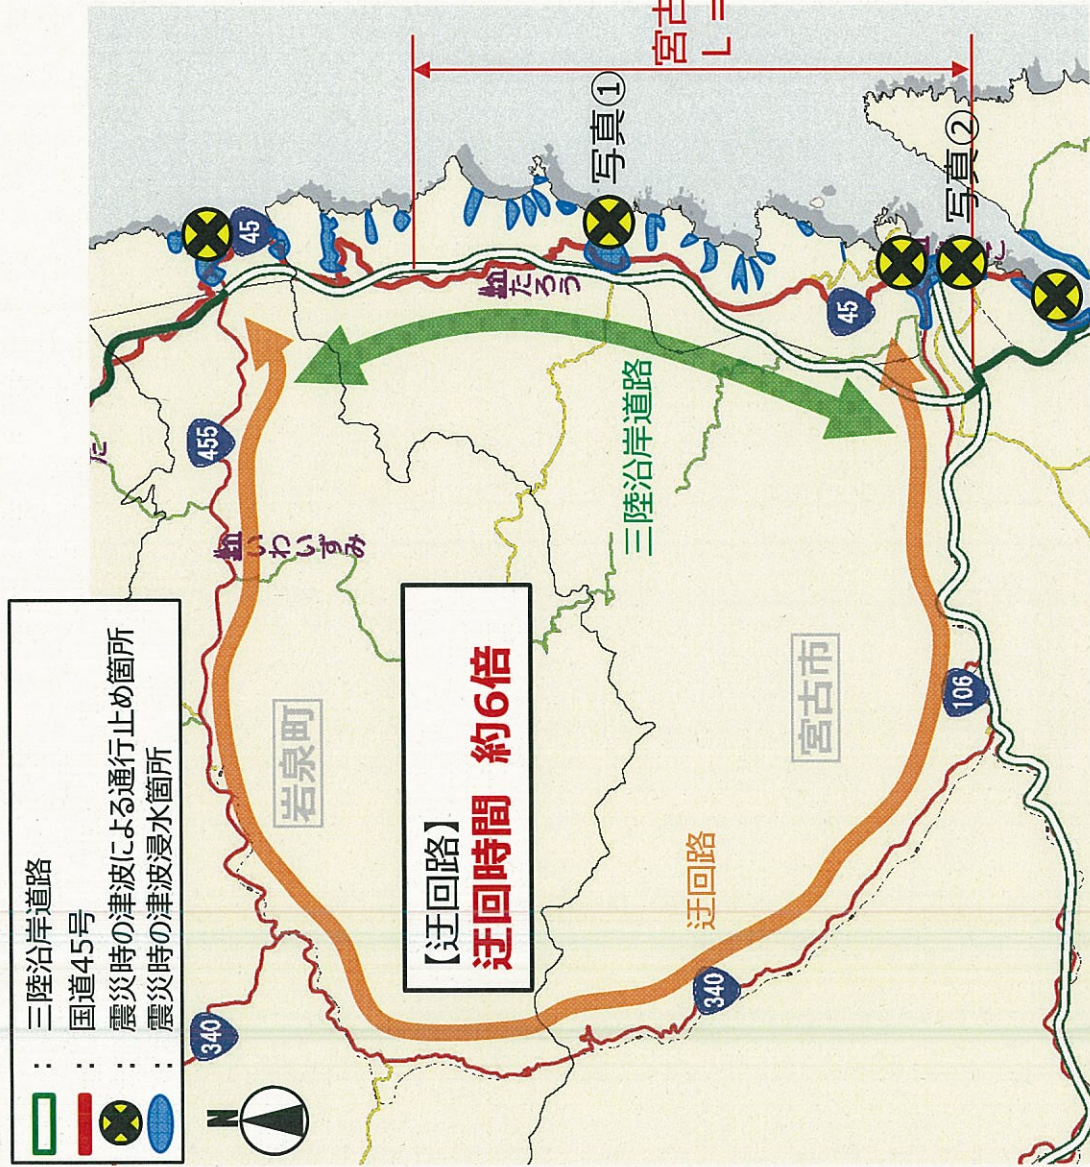 : 三陸沿岸道路
: 国道45号
: 震災時の津波による通行止め箇所
: 震災時の津波浸水箇所
N
340
455
45
いわいずみ
岩泉町
【迂回路】
迂回時間 約6倍
たろう
写真①
三陸沿岸道路
迂回路
340
宮古市
45
106
写真②
宮古
L =